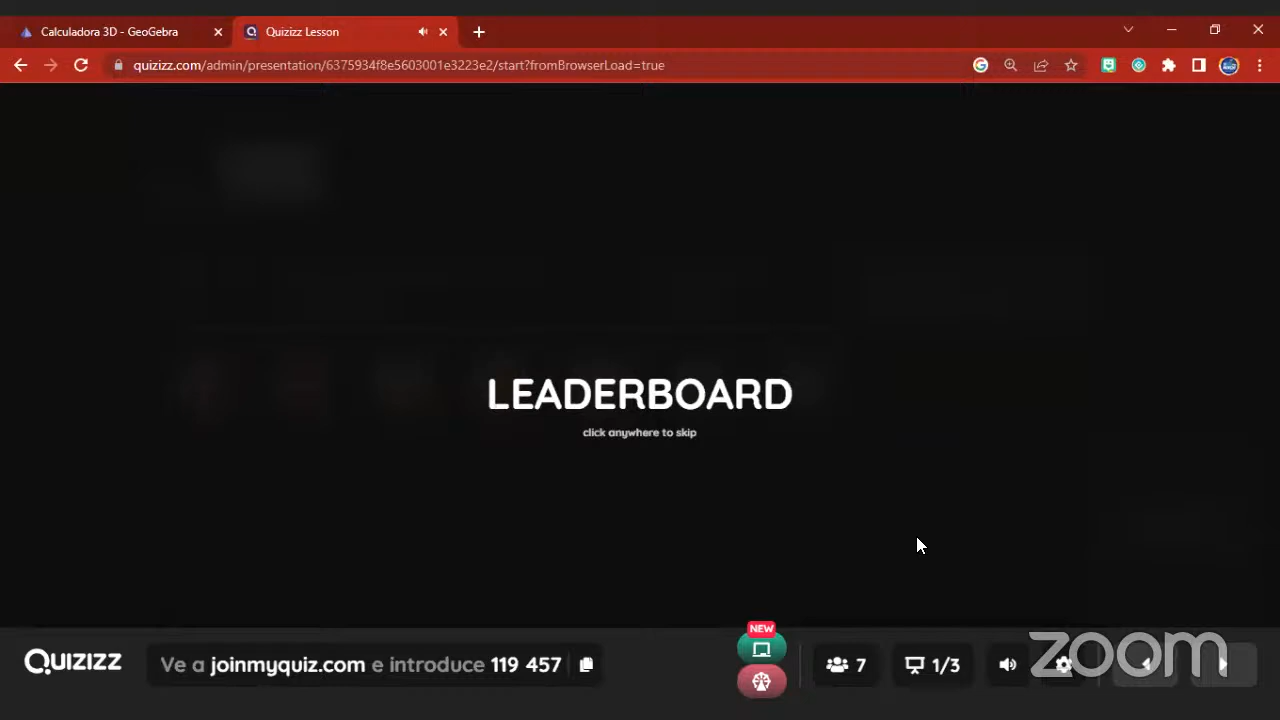 Calculadora 3D - GeoGebra
Quizizz Lesson
quizizz.com/admin/presentation/6375934f8e5603001e3223e2/start?fromBrowserLoad=true
LEADERBOARD
click anywhere to skip
NEW
Quizizz
Ve a joinmyquiz.com e introduce 119 457
7
1/3
zoom